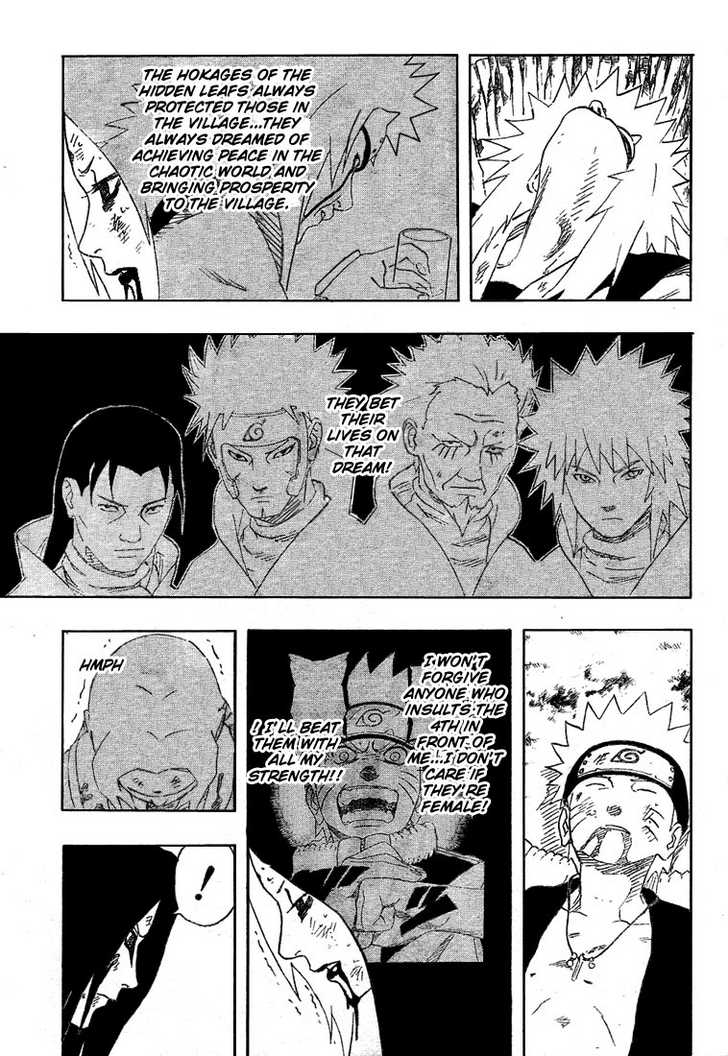 THE HOKAGES OF THE
HIDDEN LEAFS ALWAYS
PROTECTED THOSE IN
THE VILLAGE...THEY
ALWAYS DREAMED OF
ACHIEVING PEACE IN THE
CHAOTIC WORLD AND
BRINGING PROSPERITY
TO THE VILLAGE.
THEY BET
THEIR
LIVES ON
THAT
DREAM!
I WON'T
FORGIVE
ANYONE WHO
INSULTS THE
4TH IN
FRONT OF
ME...I DON'T
CARE IF
THEY'RE
FEMALE!
! I'LL BEAT
THEM WITH
ALL MY
STRENGTH!!
HMPH
!